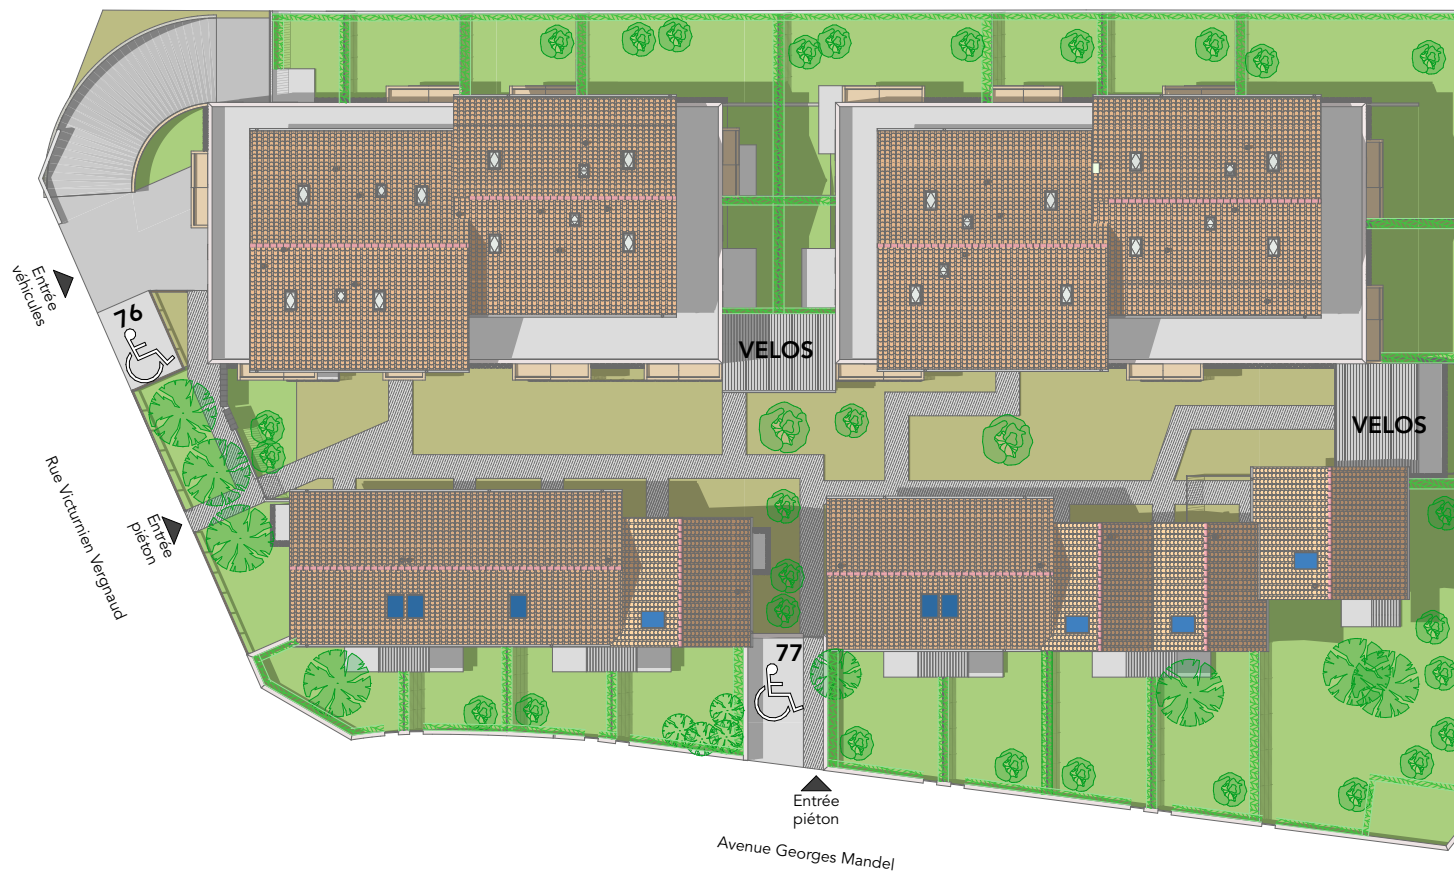 Entrée
véhicules
76
VELOS
VELOS
Rue Victurnien Vergnaud
Entrée
piéton
77
Entrée
piéton
Avenue Georges Mandel